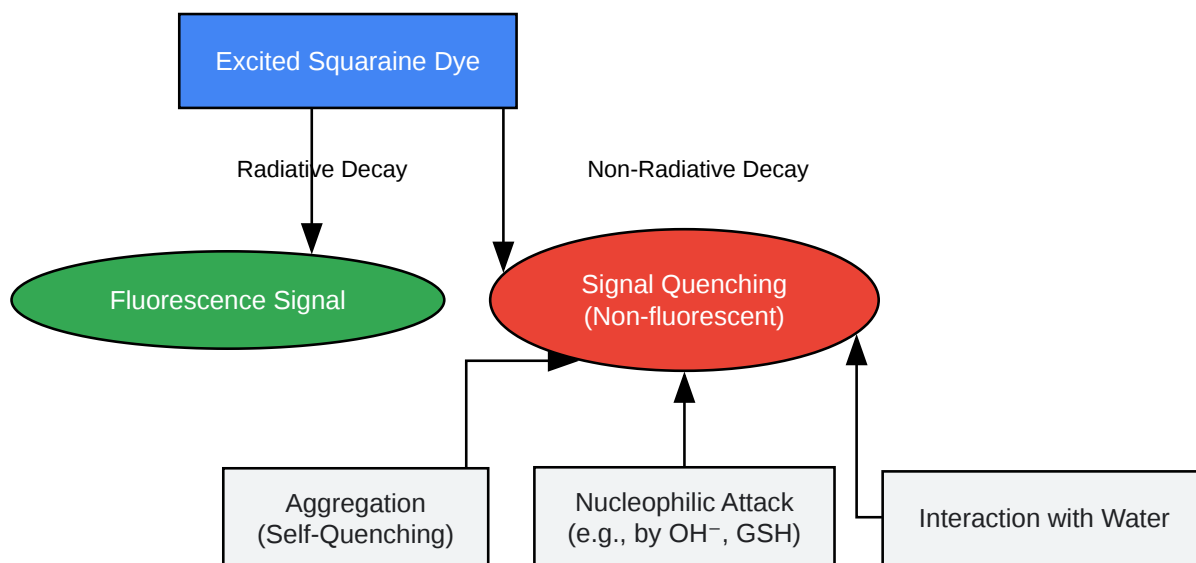 Excited Squaraine Dye
Radiative Decay
Non-Radiative Decay
Fluorescence Signal
Signal Quenching
(Non-fluorescent)
Aggregation
(Self-Quenching)
Nucleophilic Attack
(e.g., by OH⁻, GSH)
Interaction with Water